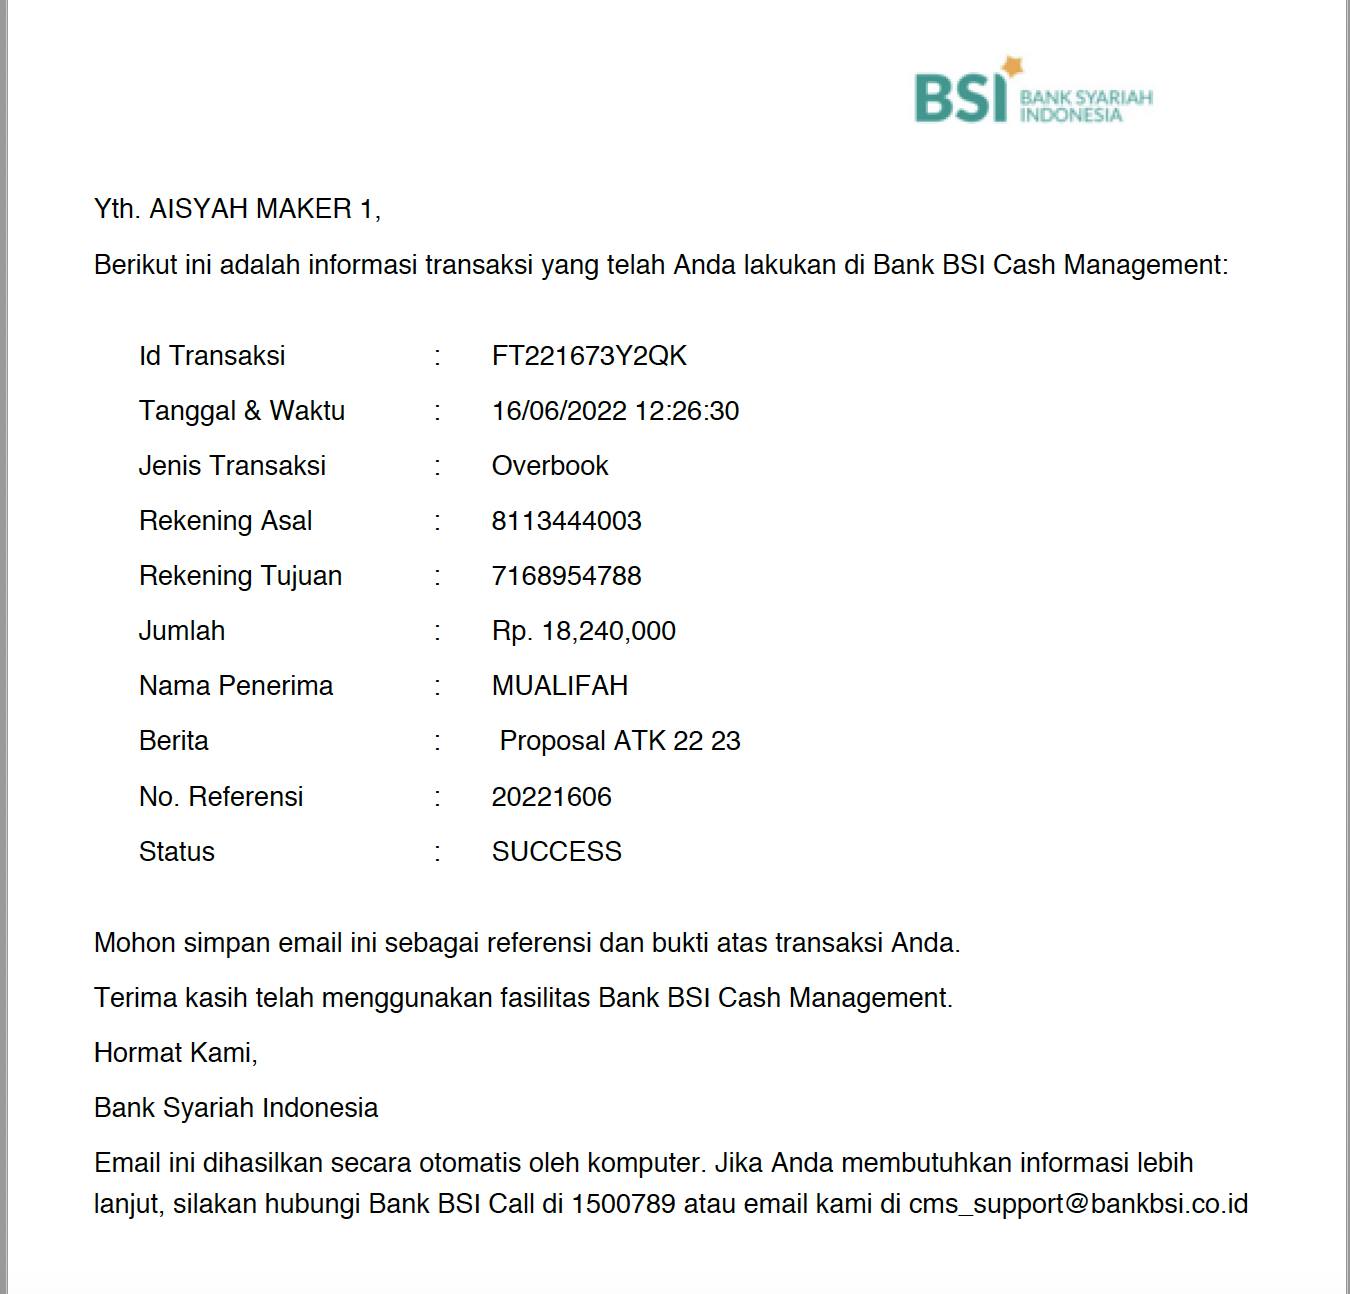 BSI BANK SYARIAH
INDONESIA
Yth. AISYAH MAKER 1,
Berikut ini adalah informasi transaksi yang telah Anda lakukan di Bank BSI Cash Management:
Id Transaksi : FT221673Y2QK
Tanggal & Waktu : 16/06/2022 12:26:30
Jenis Transaksi : Overbook
Rekening Asal : 8113444003
Rekening Tujuan : 7168954788
Jumlah : Rp. 18,240,000
Nama Penerima : MUALIFAH
Berita : Proposal ATK 22 23
No. Referensi : 20221606
Status : SUCCESS
Mohon simpan email ini sebagai referensi dan bukti atas transaksi Anda.
Terima kasih telah menggunakan fasilitas Bank BSI Cash Management.
Hormat Kami,
Bank Syariah Indonesia
Email ini dihasilkan secara otomatis oleh komputer. Jika Anda membutuhkan informasi lebih
lanjut, silakan hubungi Bank BSI Call di 1500789 atau email kami di cms_support@bankbsi.co.id